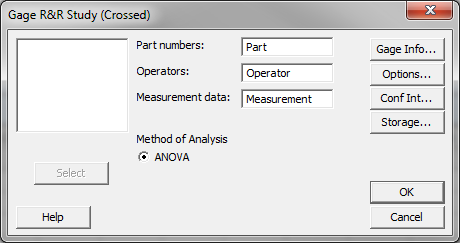 Gage R&R Study (Crossed)
Part numbers: Part
Operators: Operator
Measurement data: Measurement
Method of Analysis
ANOVA
Gage Info...
Options...
Conf Int...
Storage...
Select
OK
Help
Cancel